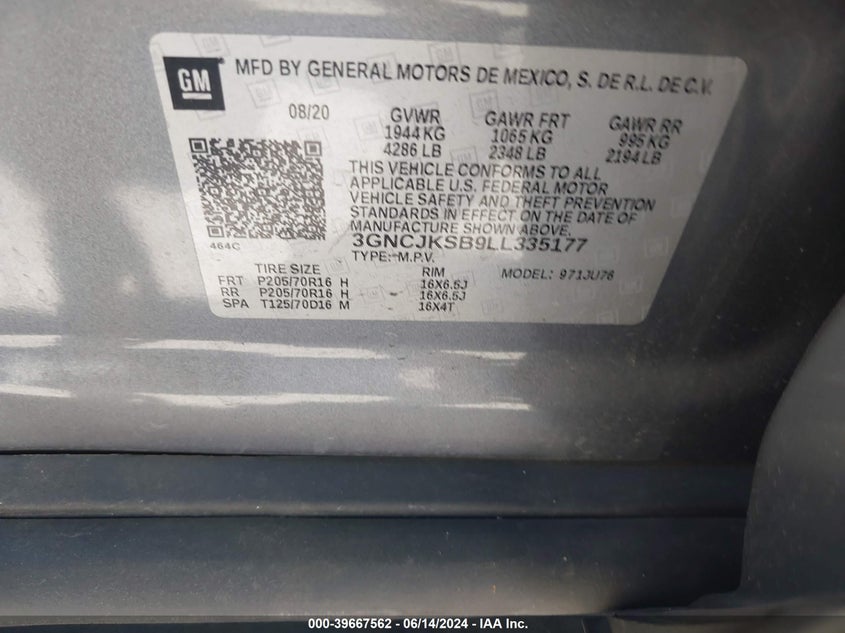 GM
MFD BY GENERAL MOTORS DE MEXICO, S. DE R.L. DE C.V.
08/20 GVWR GAWR FRT GAWR RR
1944 KG 1065 KG 995 KG
4286 LB 2348 LB 2194 LB
THIS VEHICLE CONFORMS TO ALL
APPLICABLE U.S. FEDERAL MOTOR
VEHICLE SAFETY AND THEFT PREVENTION
STANDARDS IN EFFECT ON THE DATE OF
MANUFACTURE SHOWN ABOVE.
464C
3GNCJKSB9LL335177
TYPE: M.P.V.
TIRE SIZE RIM MODEL: 971JU76
FRT P205/70R16 H 16X6.5J
RR P205/70R16 H 16X6.5J
SPA T125/70D16 M 16X4T
000-39667562 - 06/14/2024 - IAA Inc.